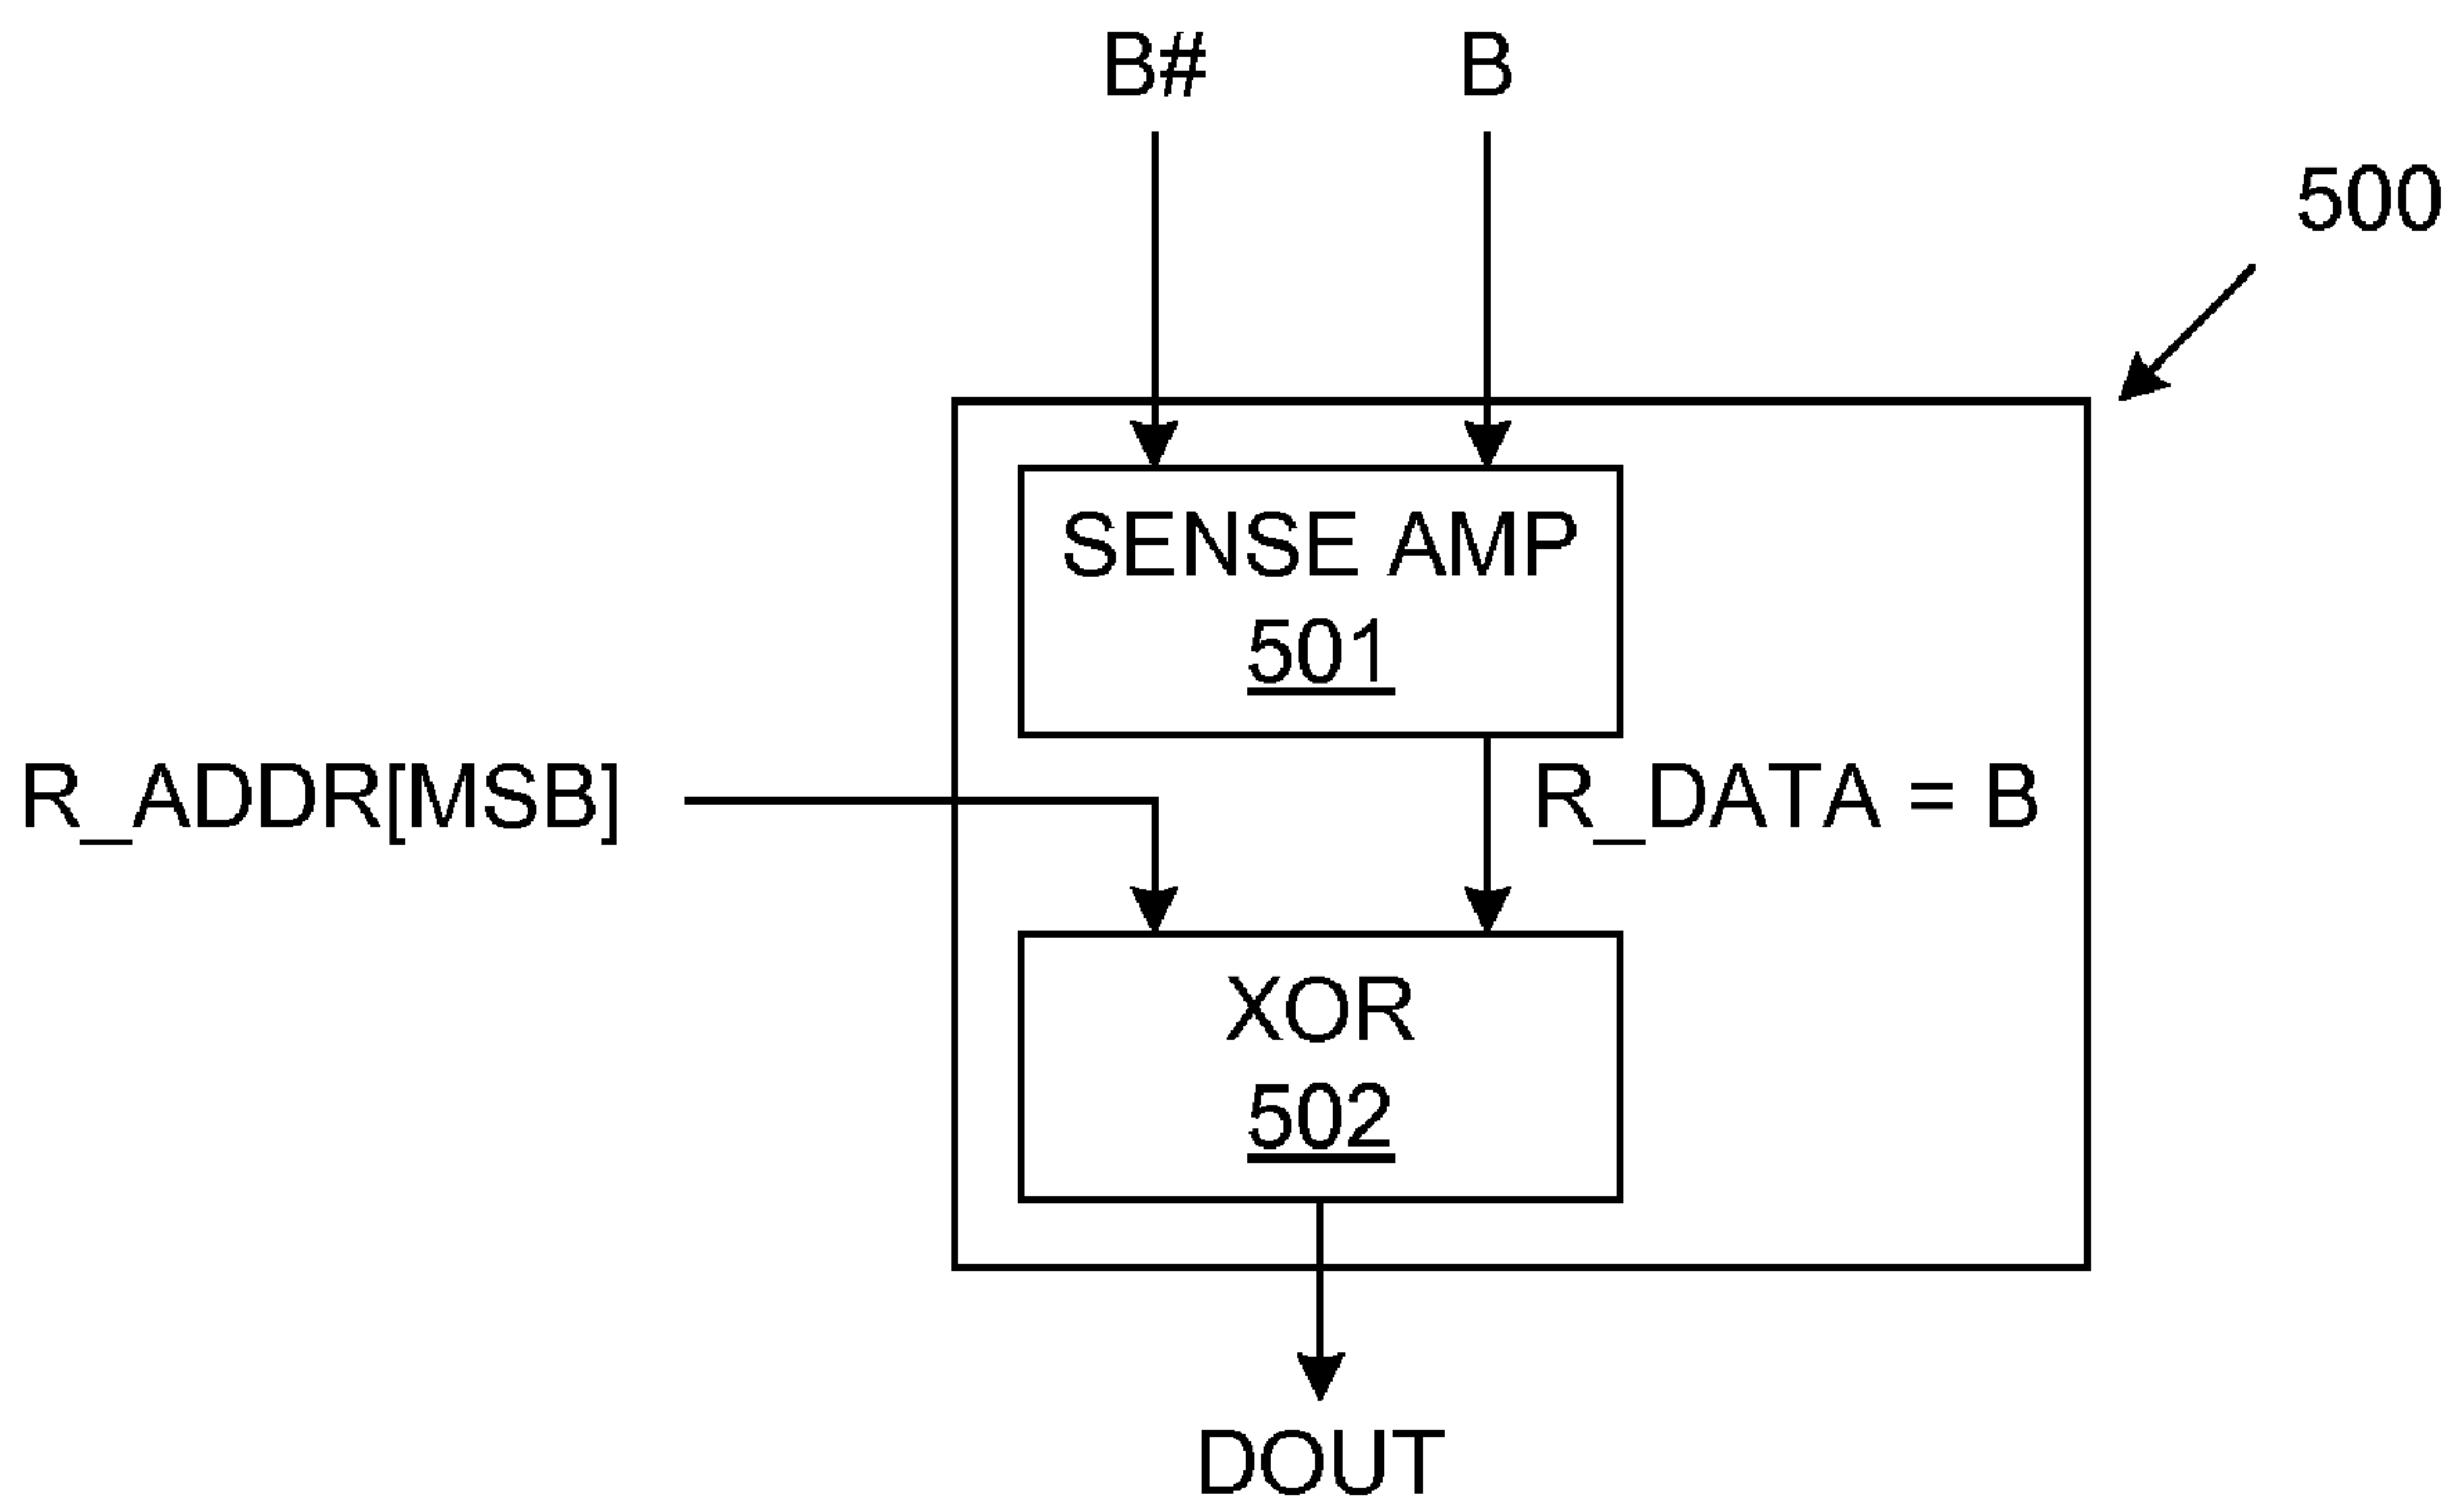 B# B
500
SENSE AMP
501
R_ADDR[MSB]
R_DATA = B
XOR
502
DOUT